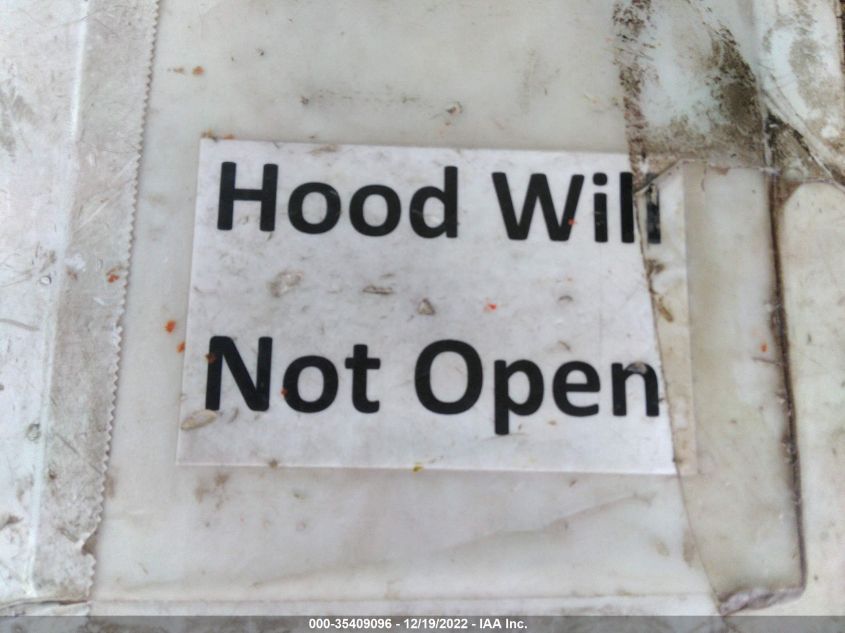 Hood Will
Not Open
000-35409096 - 12/19/2022 - IAA Inc.